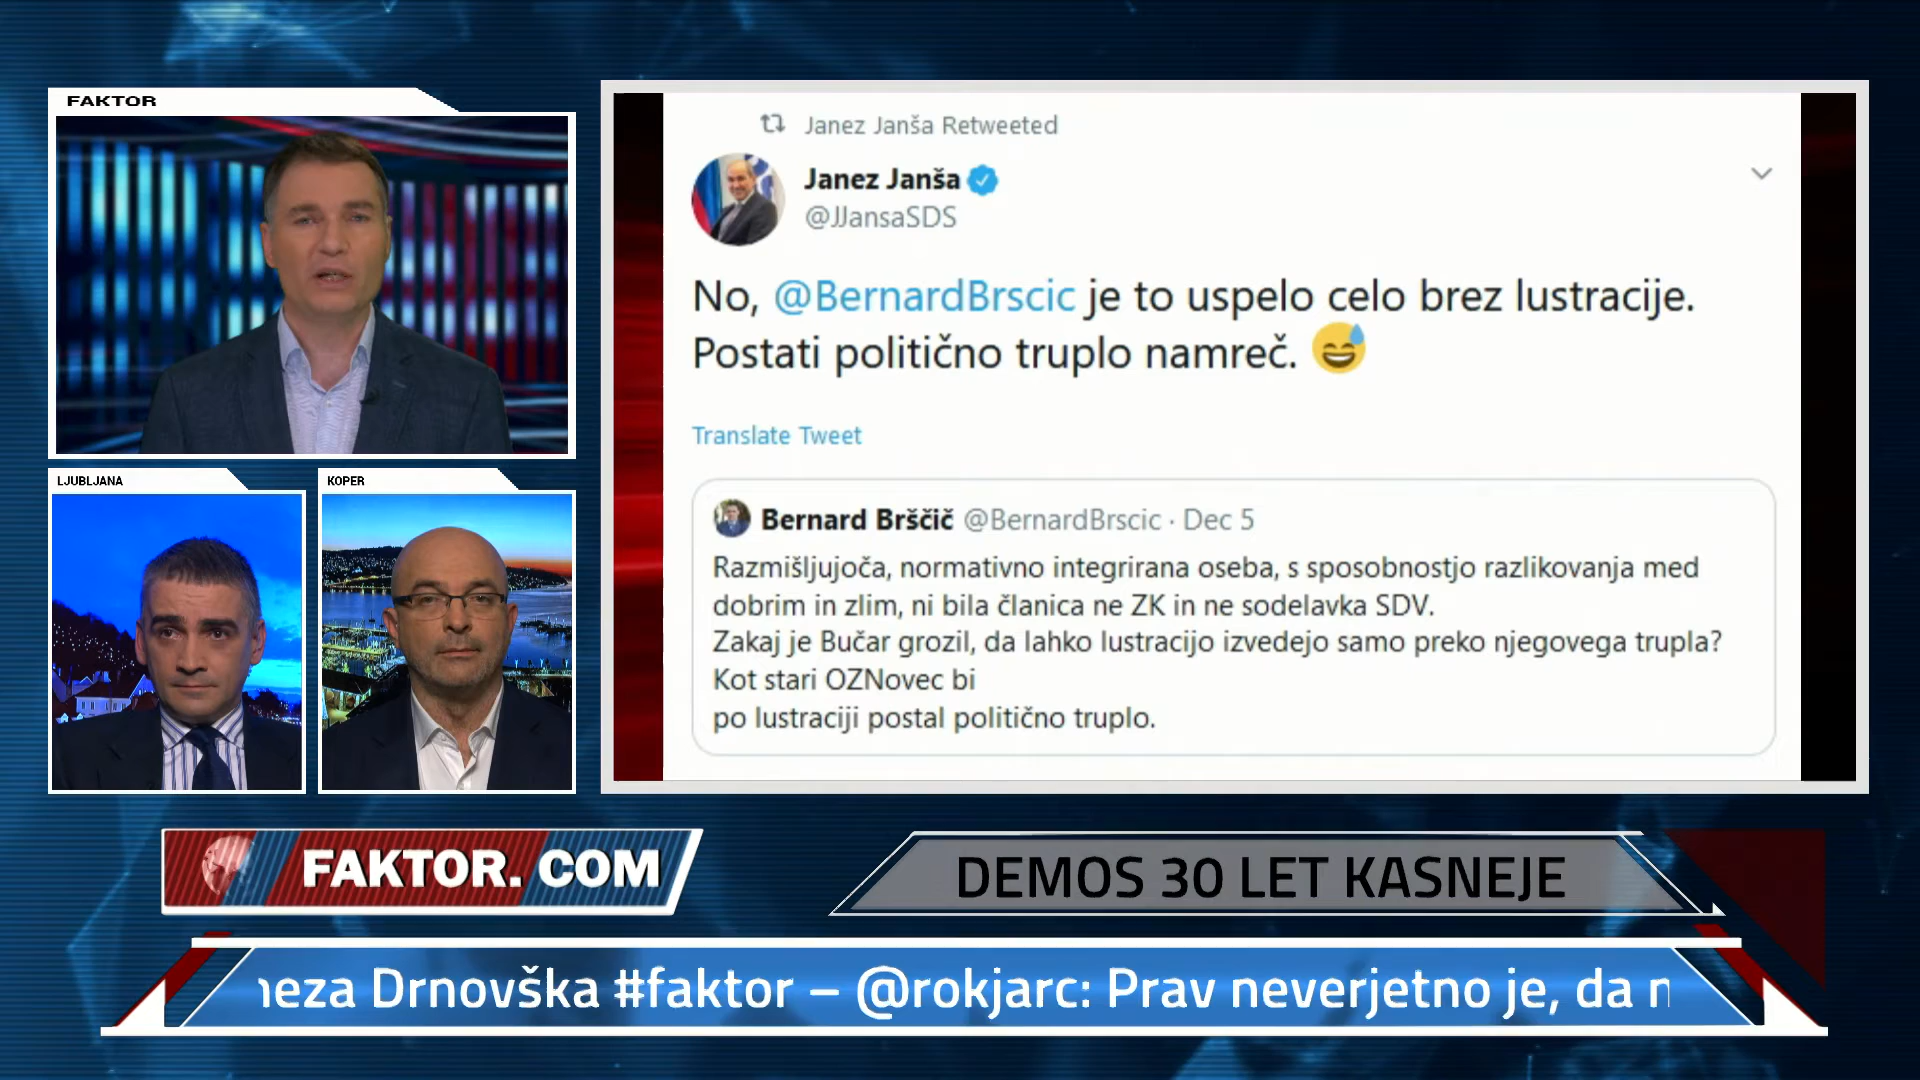 FAKTOR
LJUBLJANA
KOPER
Janez Janša Retweeted
Janez Janša
@JJansaSDS
No, @BernardBrscic je to uspelo celo brez lustracije.
Postati politično truplo namreč. 😅
Translate Tweet
Bernard Brščič @BernardBrscic · Dec 5
Razmišljujoča, normativno integrirana oseba, s sposobnostjo razlikovanja med
dobrim in zlim, ni bila članica ne ZK in ne sodelavka SDV.
Zakaj je Bučar grozil, da lahko lustracijo izvedejo samo preko njegovega trupla?
Kot stari OZNovec bi
po lustraciji postal politično truplo.
FAKTOR. COM
DEMOS 30 LET KASNEJE
neza Drnovška #faktor – @rokjarc: Prav neverjetno je, da